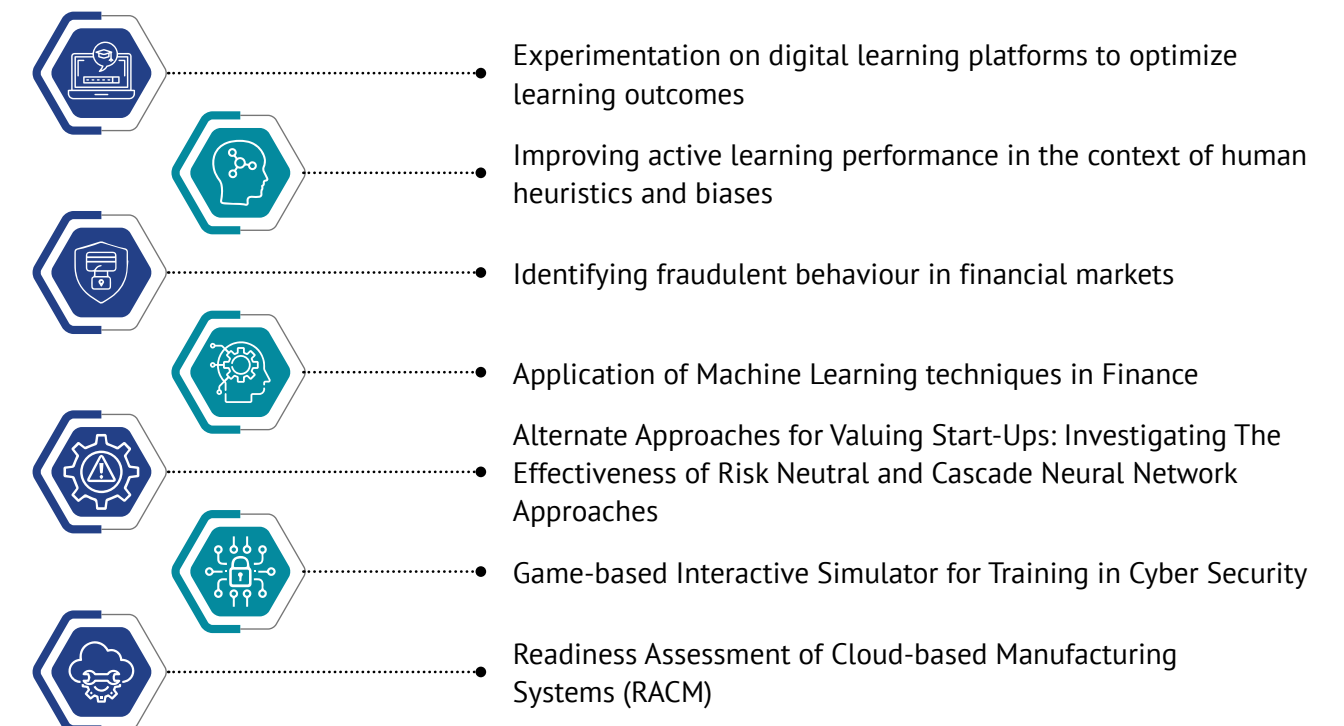 Experimentation on digital learning platforms to optimize
learning outcomes
Improving active learning performance in the context of human
heuristics and biases
Identifying fraudulent behaviour in financial markets
Application of Machine Learning techniques in Finance
Alternate Approaches for Valuing Start-Ups: Investigating The
Effectiveness of Risk Neutral and Cascade Neural Network
Approaches
Game-based Interactive Simulator for Training in Cyber Security
Readiness Assessment of Cloud-based Manufacturing
Systems (RACM)